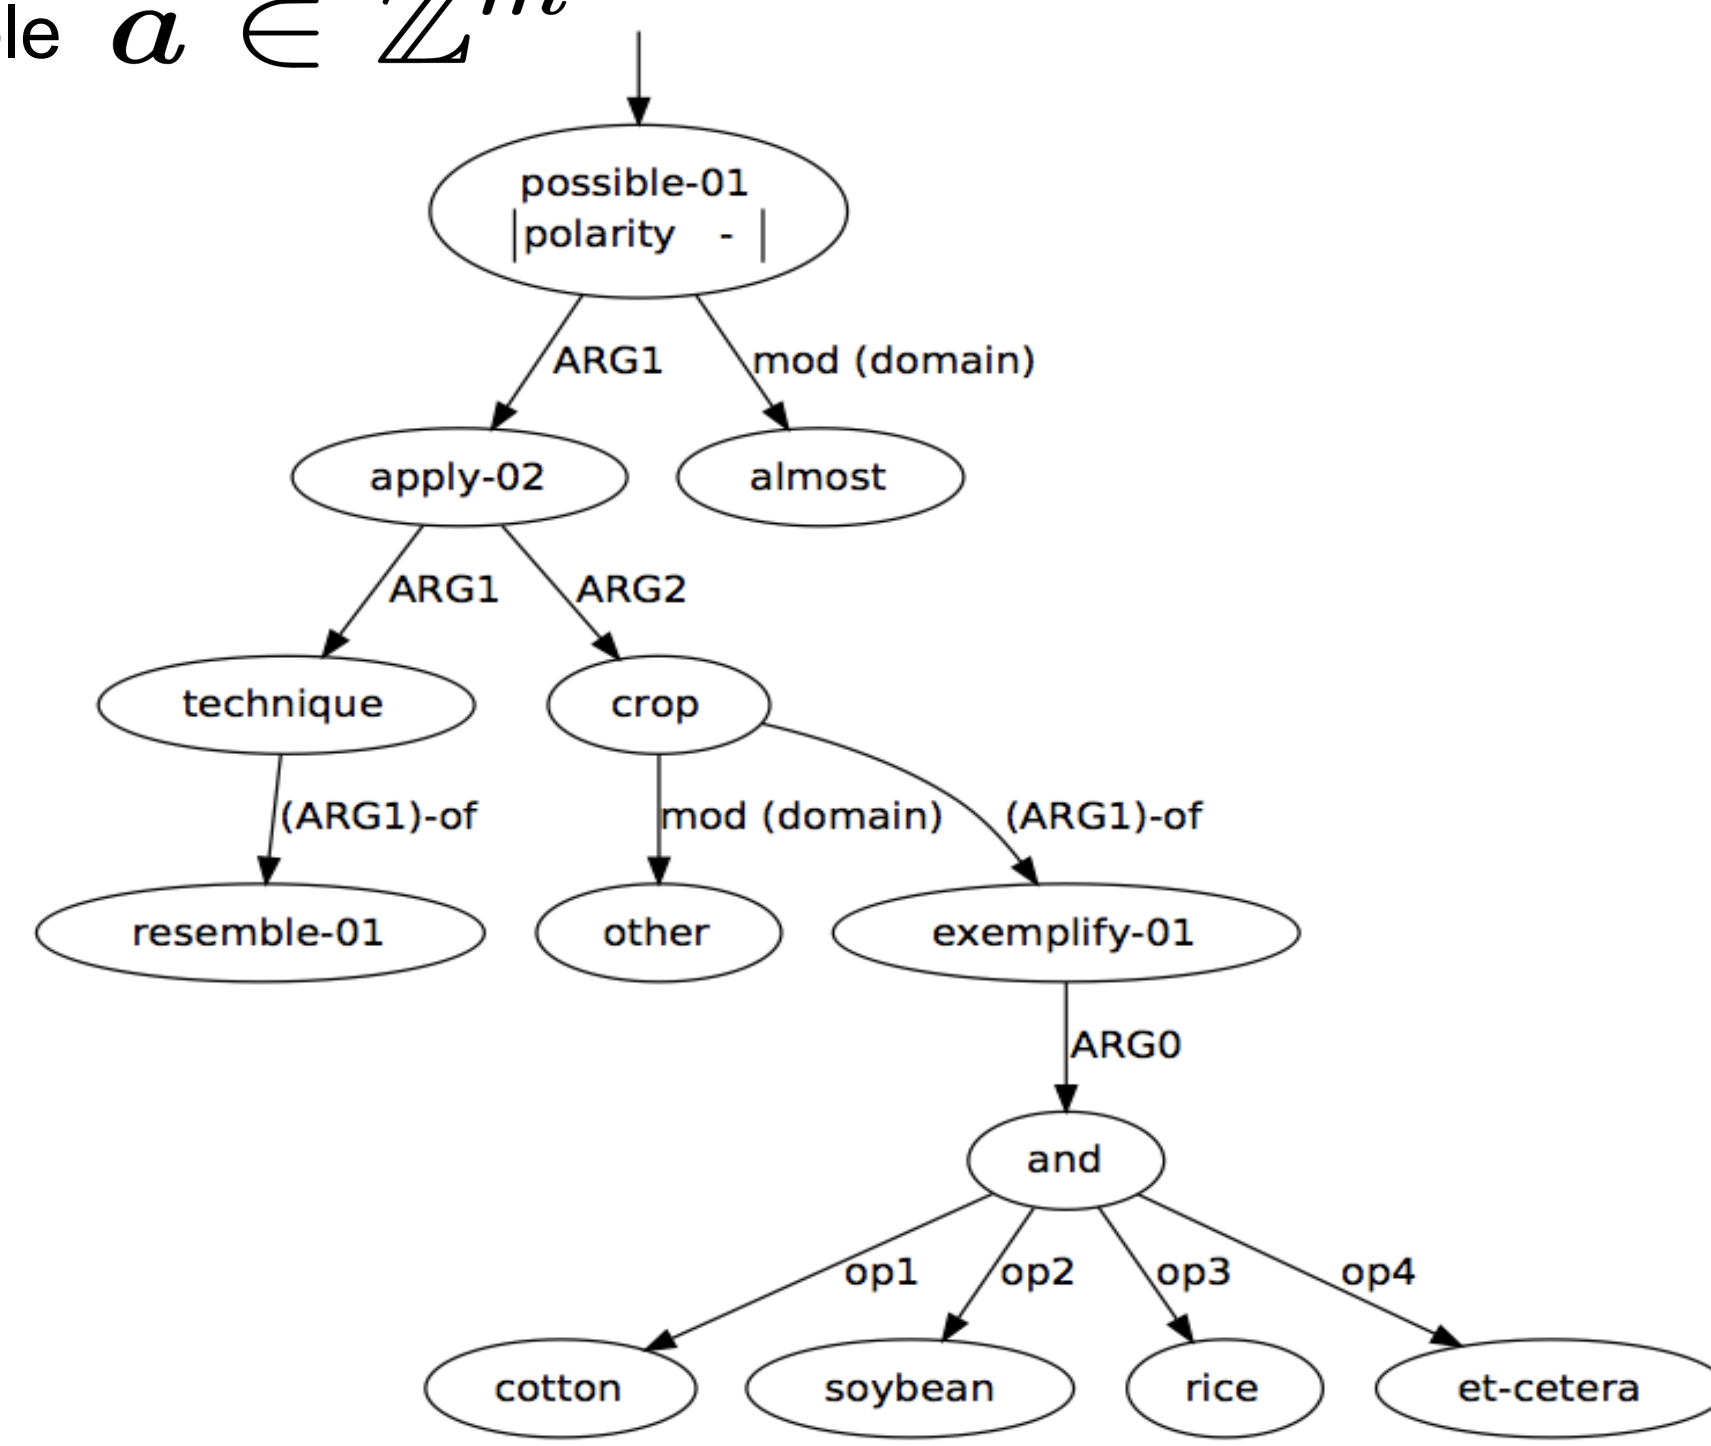 le a ∈ ℤ^m
possible-01
|polarity - |
ARG1 mod (domain)
apply-02 almost
ARG1 ARG2
technique crop
(ARG1)-of mod (domain) (ARG1)-of
resemble-01 other exemplify-01
ARG0
and
op1 op2 op3 op4
cotton soybean rice et-cetera